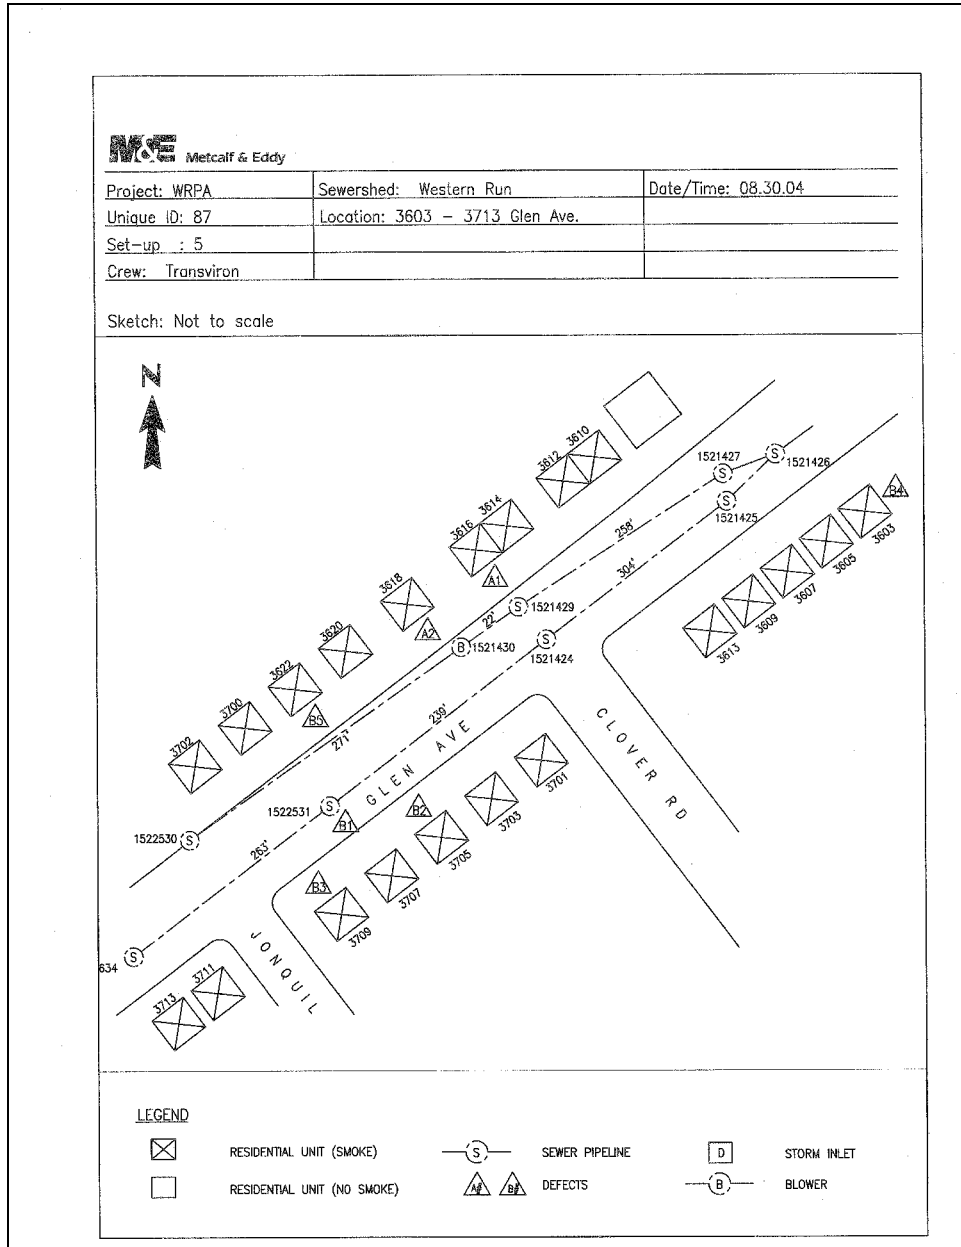 M&E Metcalf & Eddy
Project: WRPA
Sewershed: Western Run
Date/Time: 08.30.04
Unique ID: 87
Location: 3603 - 3713 Glen Ave.
Set-up : 5
Crew: Transviron
Sketch: Not to scale
N
3610
3612
1521427
S
S
1521426
3614
3616
S
1521425
B4
3603
258'
3605
304'
3607
A1
3618
3609
S
1521429
22'
3613
A2
3620
B
1521430
S
1521424
3622
3700
B5
239'
271'
3702
GLEN AVE
CLOVER RD
3701
1522531
S
B1
B2
3703
1522530
S
263'
3705
B3
3707
3709
S
634
JONQUIL
3711
3713
LEGEND
RESIDENTIAL UNIT (SMOKE)
S
SEWER PIPELINE
D
STORM INLET
RESIDENTIAL UNIT (NO SMOKE)
A#
B#
DEFECTS
B
BLOWER